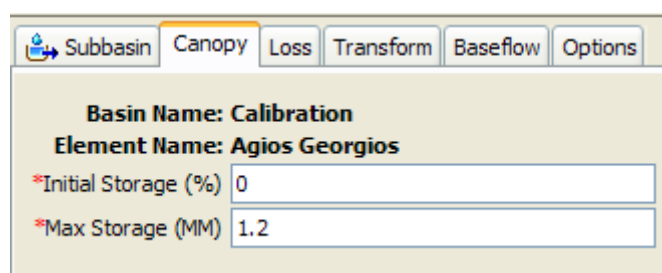 Subbasin Canopy Loss Transform Baseflow Options
Basin Name: Calibration
Element Name: Agios Georgios
*Initial Storage (%) 0
*Max Storage (MM) 1.2